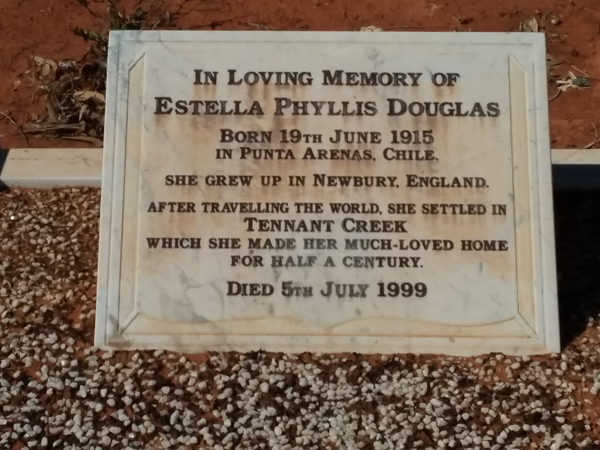 In Loving Memory of
Estella Phyllis Douglas
Born 19th June 1915
in Punta Arenas, Chile.
She grew up in Newbury, England.
After travelling the world, she settled in
Tennant Creek
which she made her much-loved home
for half a century.
Died 5th July 1999